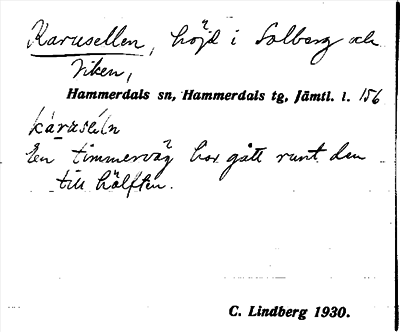 Karusellen, höjd i Solberg och
Viken,
Hammerdals sn, Hammerdals tg, Jämtl. l. 156
karusèln
En timmerväg har gått runt den
till hälften.
C. Lindberg 1930.